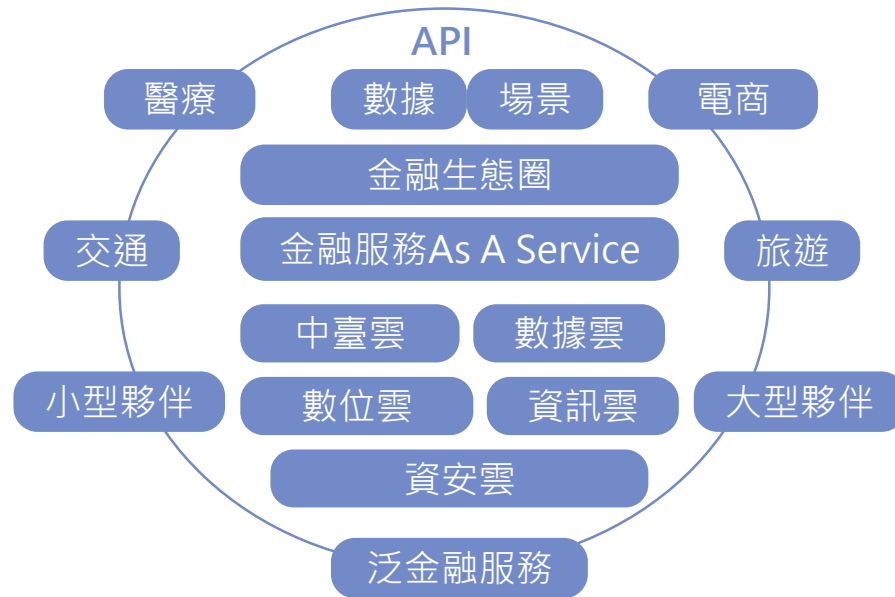 API
醫療
數據
場景
電商
金融生態圈
交通
金融服務As A Service
旅遊
中臺雲
數據雲
小型夥伴
數位雲
資訊雲
大型夥伴
資安雲
泛金融服務